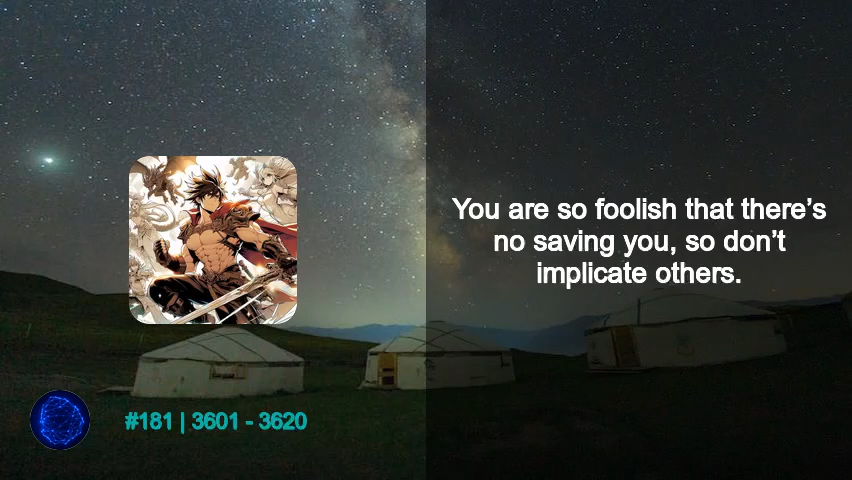 You are so foolish that there’s
no saving you, so don’t
implicate others.
#181 | 3601 - 3620